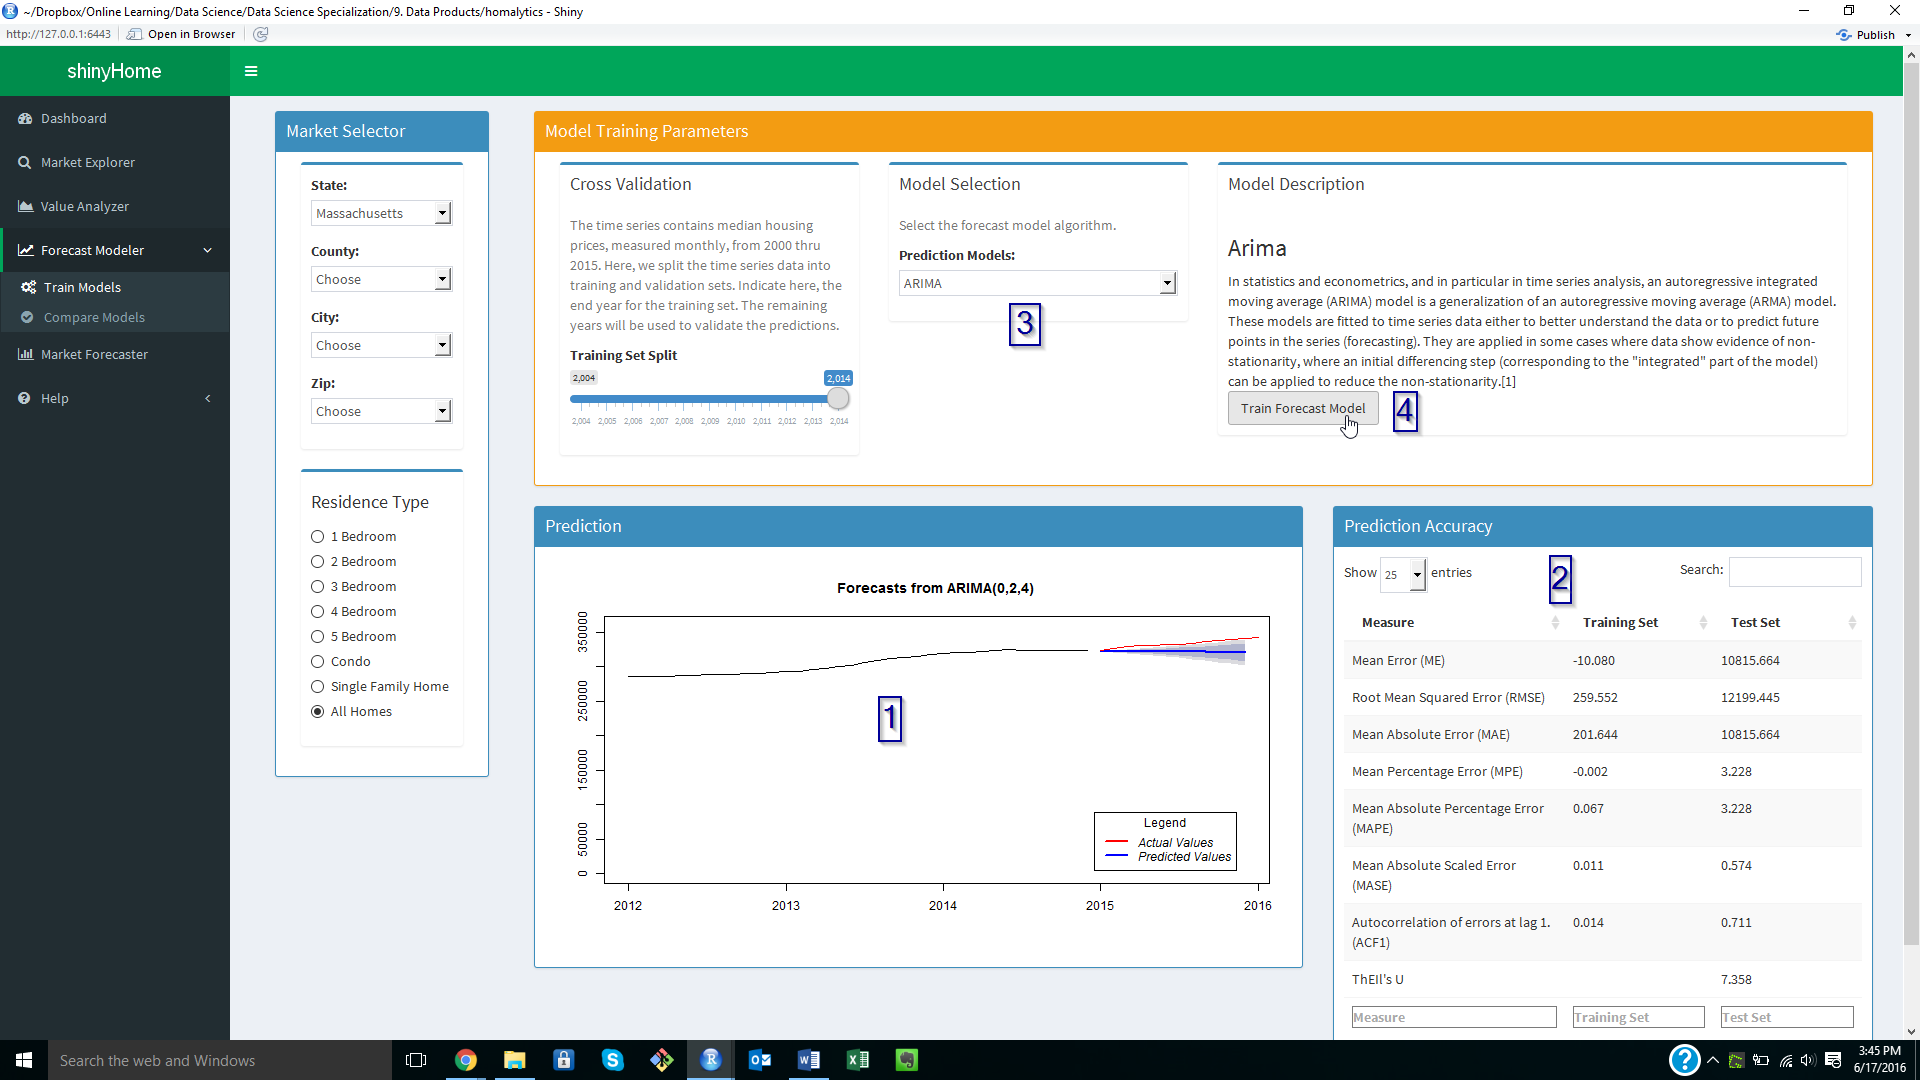 ~/Dropbox/Online Learning/Data Science/Data Science Specialization/9. Data Products/homalytics - Shiny
http://127.0.0.1:6443
Open in Browser
Publish
shinyHome
Dashboard
Market Explorer
Value Analyzer
Forecast Modeler
Train Models
Compare Models
Market Forecaster
Help
Market Selector
State:
Massachusetts
County:
Choose
City:
Choose
Zip:
Choose
Residence Type
1 Bedroom
2 Bedroom
3 Bedroom
4 Bedroom
5 Bedroom
Condo
Single Family Home
All Homes
Model Training Parameters
Cross Validation
The time series contains median housing
prices, measured monthly, from 2000 thru
2015. Here, we split the time series data into
training and validation sets. Indicate here, the
end year for the training set. The remaining
years will be used to validate the predictions.
Training Set Split
2,004 2,014
2,004 2,005 2,006 2,007 2,008 2,009 2,010 2,011 2,012 2,013 2,014
Model Selection
Select the forecast model algorithm.
Prediction Models:
ARIMA
3
Model Description
Arima
In statistics and econometrics, and in particular in time series analysis, an autoregressive integrated
moving average (ARIMA) model is a generalization of an autoregressive moving average (ARMA) model.
These models are fitted to time series data either to better understand the data or to predict future
points in the series (forecasting). They are applied in some cases where data show evidence of non-
stationarity, where an initial differencing step (corresponding to the "integrated" part of the model)
can be applied to reduce the non-stationarity.[1]
Train Forecast Model
4
Prediction
Forecasts from ARIMA(0,2,4)
350000
250000
150000
50000
0
1
Legend
Actual Values
Predicted Values
2012 2013 2014 2015 2016
Prediction Accuracy
Show 25 entries
2
Search:
Measure Training Set Test Set
Mean Error (ME) -10.080 10815.664
Root Mean Squared Error (RMSE) 259.552 12199.445
Mean Absolute Error (MAE) 201.644 10815.664
Mean Percentage Error (MPE) -0.002 3.228
Mean Absolute Percentage Error 0.067 3.228
(MAPE)
Mean Absolute Scaled Error 0.011 0.574
(MASE)
Autocorrelation of errors at lag 1. 0.014 0.711
(ACF1)
ThEIl's U 7.358
Measure Training Set Test Set
Search the web and Windows
3:45 PM
6/17/2016